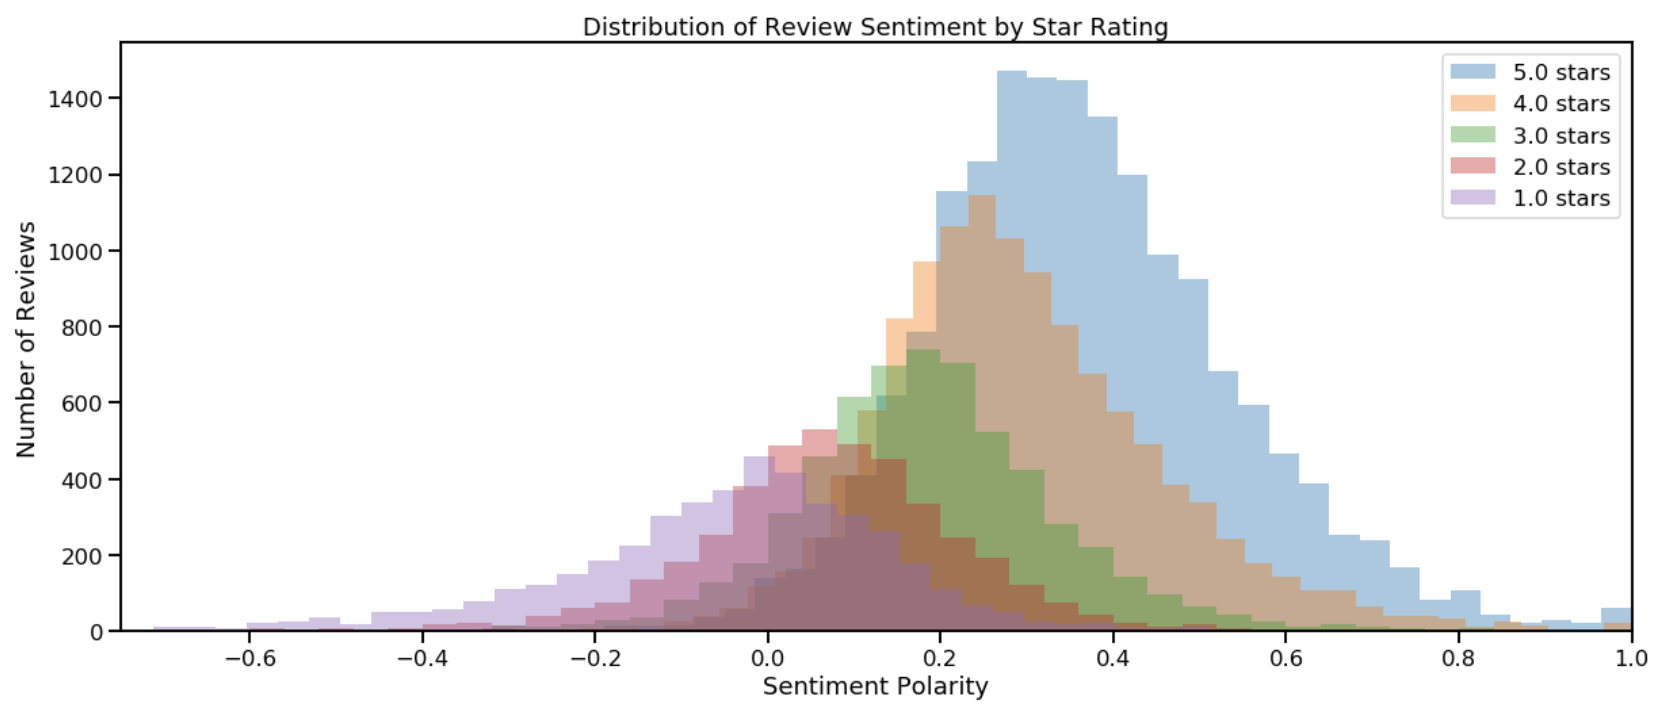 Distribution of Review Sentiment by Star Rating
5.0 stars
4.0 stars
3.0 stars
2.0 stars
1.0 stars
Number of Reviews
1400
1200
1000
800
600
400
200
0
−0.6 −0.4 −0.2 0.0 0.2 0.4 0.6 0.8 1.0
Sentiment Polarity